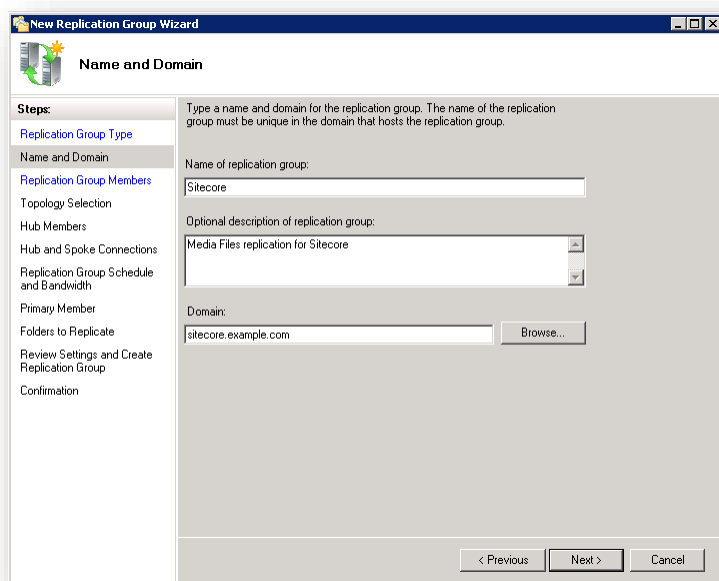 New Replication Group Wizard
Name and Domain
Steps:
Replication Group Type
Name and Domain
Replication Group Members
Topology Selection
Hub Members
Hub and Spoke Connections
Replication Group Schedule
and Bandwidth
Primary Member
Folders to Replicate
Review Settings and Create
Replication Group
Confirmation
Type a name and domain for the replication group. The name of the replication
group must be unique in the domain that hosts the replication group.
Name of replication group:
Sitecore
Optional description of replication group:
Media Files replication for Sitecore
Domain:
sitecore.example.com
Browse...
< Previous
Next >
Cancel